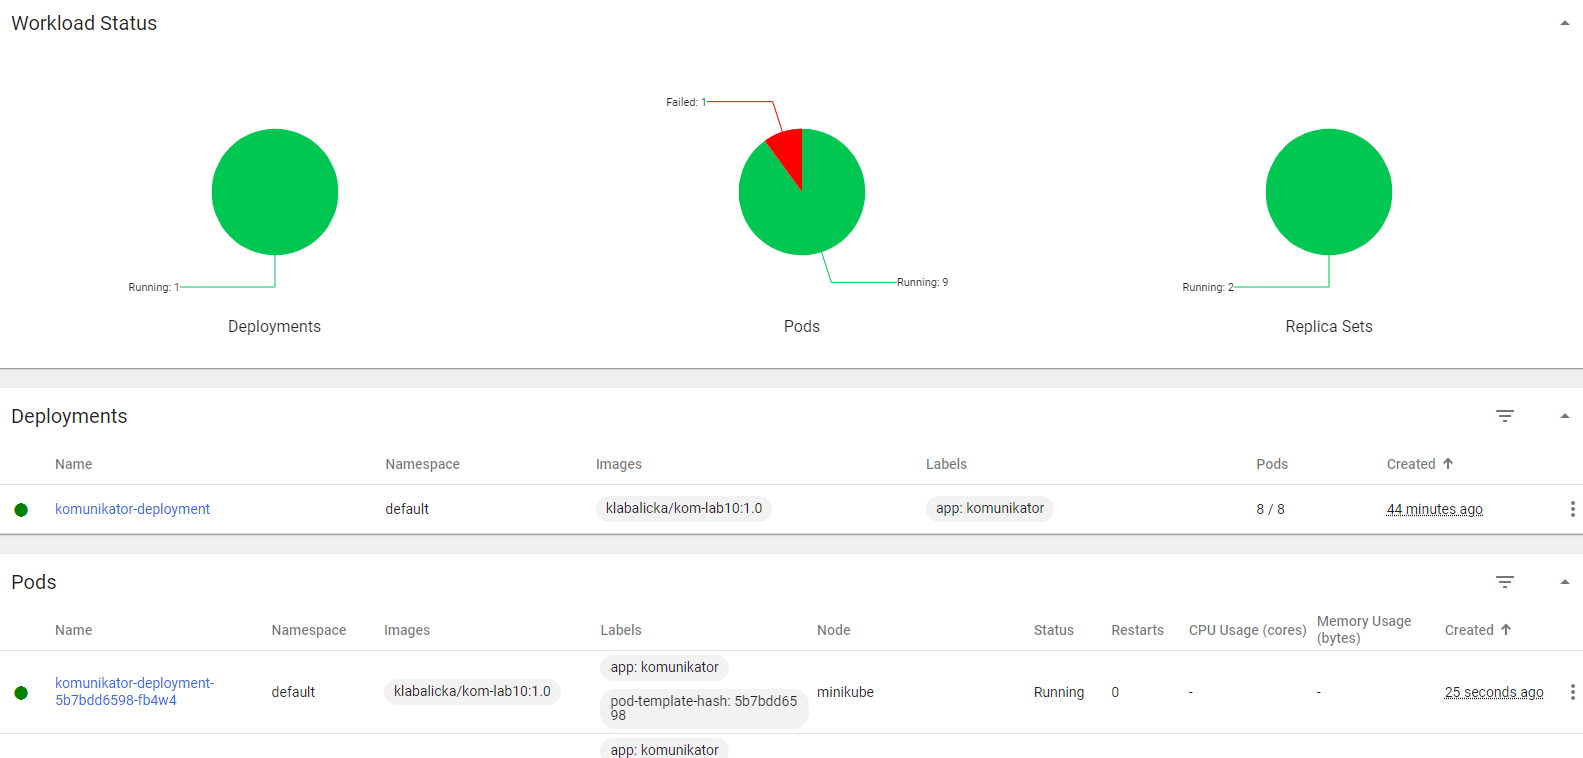 Workload Status
Failed: 1
Running: 1
Running: 9
Running: 2
Deployments
Pods
Replica Sets
Deployments
Name Namespace Images Labels Pods Created
komunikator-deployment default klabalicka/kom-lab10:1.0 app: komunikator 8 / 8 44 minutes ago
Pods
Name Namespace Images Labels Node Status Restarts CPU Usage (cores) Memory Usage
(bytes) Created
app: komunikator
komunikator-deployment-
5b7bdd6598-fb4w4 default klabalicka/kom-lab10:1.0 minikube Running 0 - - 25 seconds ago
pod-template-hash: 5b7bdd65
98
app: komunikator